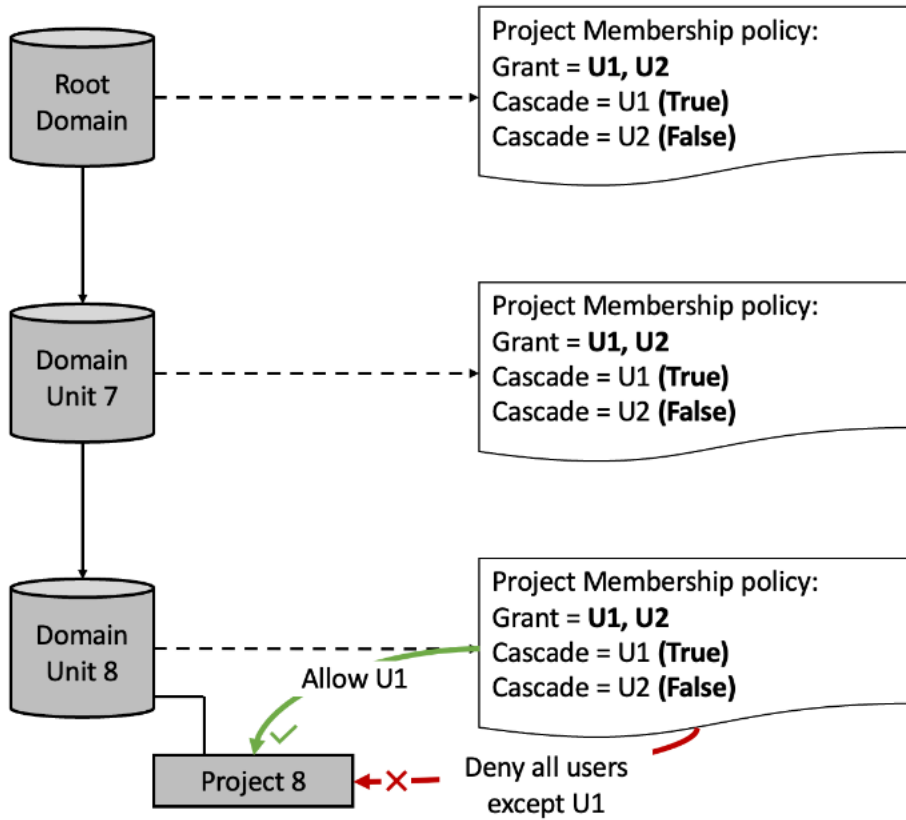 Root
Domain
Project Membership policy:
Grant = U1, U2
Cascade = U1 (True)
Cascade = U2 (False)
Domain
Unit 7
Project Membership policy:
Grant = U1, U2
Cascade = U1 (True)
Cascade = U2 (False)
Domain
Unit 8
Project Membership policy:
Grant = U1, U2
Cascade = U1 (True)
Cascade = U2 (False)
Allow U1
Project 8
Deny all users
except U1